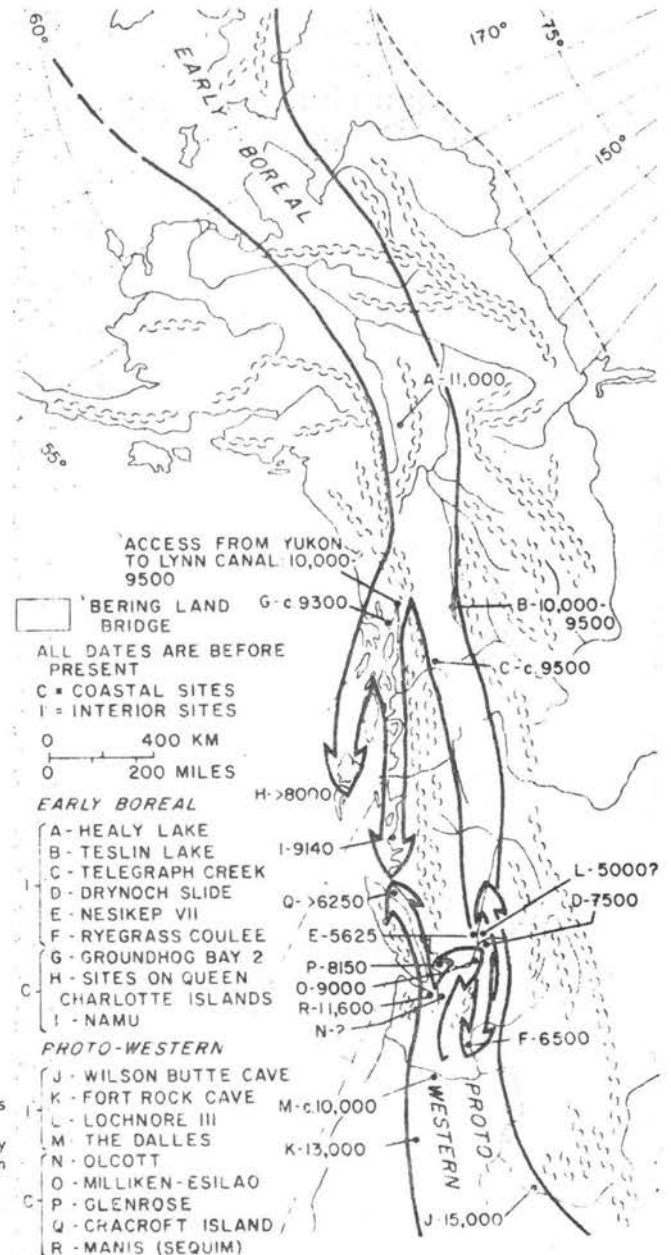 60°
170°
75°
150°
EARLY BOREAL
A-11,000
55°
ACCESS FROM YUKON
TO LYNN CANAL: 10,000-
9500
G-c.9300
BERING LAND
BRIDGE
B-10,000-
9500
ALL DATES ARE BEFORE
PRESENT
C = COASTAL SITES
I = INTERIOR SITES
C-c.9500
0 400 KM
0 200 MILES
H->8000
EARLY BOREAL
I-9140
A - HEALY LAKE
B - TESLIN LAKE
C - TELEGRAPH CREEK
D - DRYNOCH SLIDE
E - NESIKEP VII
F - RYEGRASS COULEE
I
G - GROUNDHOG BAY 2
H - SITES ON QUEEN
CHARLOTTE ISLANDS
I - NAMU
C
L-5000?
D-7500
Q->6250
E-5625
P-8150
O-9000
R-11,600
N-?
F-6500
PROTO-WESTERN
J - WILSON BUTTE CAVE
K - FORT ROCK CAVE
L - LOCHNORE III
M - THE DALLES
I
N - OLCOTT
O - MILLIKEN-ESILAO
P - GLENROSE
Q - CRACROFT ISLAND
R - MANIS (SEQUIM)
C
M-c.10,000
K-13,000
PROTO
WESTERN
J-15,000